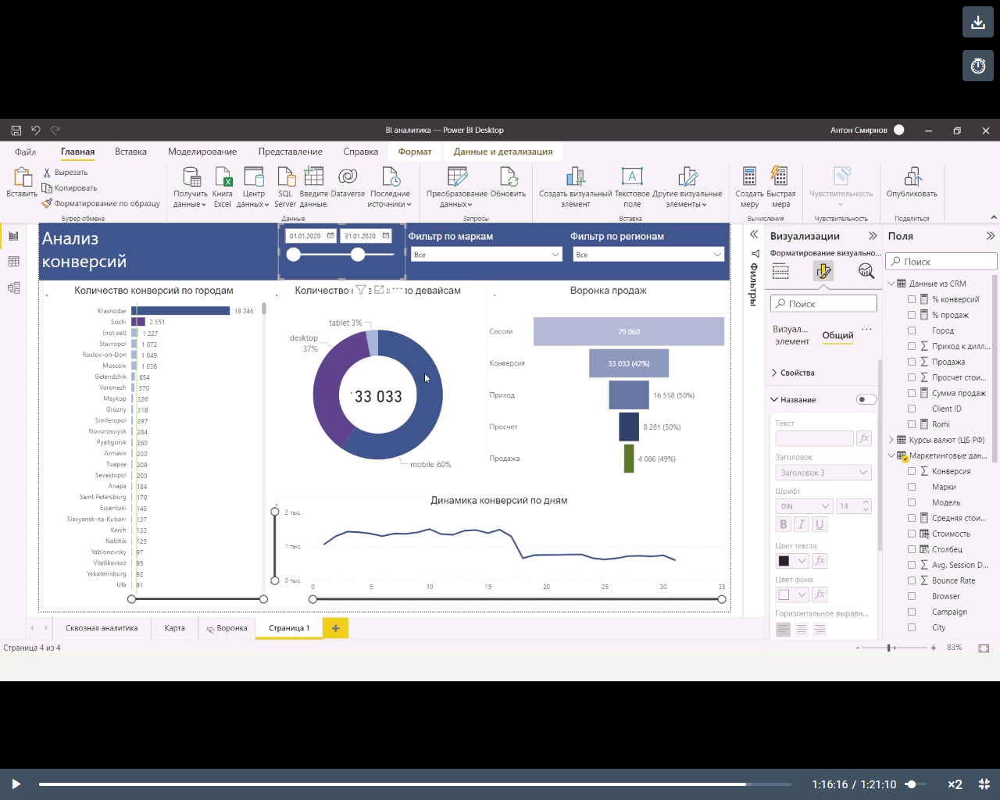 BI аналитика — Power BI Desktop
Антон Смирнов
Файл Главная Вставка Моделирование Представление Справка Формат Данные и детализация
Вставить
Вырезать
Копировать
Форматирование по образцу
Буфер обмена
Получить данные
Книга Excel
Центр данных
SQL Server
Введите данные.
Dataverse
Последние источники
Данные
Преобразование данных
Обновить
Запросы
Создать визуальный элемент
Текстовое поле
Другие визуальные элементы
Вставка
Создать меру
Быстрая мера
Вычисления
Чувствительность
Чувствительность
Опубликовать
Поделиться
Анализ
конверсий
01.01.2020 31.01.2020
Фильтр по маркам
Все
Фильтр по регионам
Все
Количество конверсий по городам
Krasnodar 18 246
Sochi 2 551
(not set) 1 227
Stavropol 1 072
Rostov-on-Don 1 049
Moscow 1 036
Gelendzhik 654
Voronezh 570
Maykop 326
Grozny 318
Simferopol 297
Novorossiysk 284
Pyatigorsk 260
Armavir 230
Tuapse 209
Sevastopol 200
Anapa 184
Saint Petersburg 179
Essentuki 140
Slavyansk-na-Kubani 137
Kerch 133
Nalchik 125
Yablonovsky 97
Vladikavkaz 95
Yekaterinburg 92
Ufa 91
Количество
по девайсам
tablet 3%
desktop
37%
33 033
mobile 60%
Воронка продаж
Сессии 79 060
Конверсия 33 033 (42%)
Приход 16 558 (50%)
Просчет 8 281 (50%)
Продажа 4 086 (49%)
Динамика конверсий по дням
2 тыс.
1 тыс.
0 тыс.
0 5 10 15 20 25 30 35
Фильтры
Визуализации
Форматирование визуально...
Поиск
Визуал...
элемент
Общий
...
Свойства
Название
Текст
fx
Заголовок
Заголовок 3
Шрифт
DIN 14
B I U
Цвет текста
fx
Цвет фона
fx
Горизонтальное выравн...
Поля
Поиск
Данные из CRM
% конверсий
% продаж
Город
Приход к дилл...
Продажа
Просчет стои...
Сумма продаж
Client ID
Romi
Курсы валют (ЦБ РФ)
Маркетинговые дан...
Конверсия
Марки
Модель
Средняя стои...
Стоимость
Столбец
Avg. Session D...
Bounce Rate
Browser
Campaign
City
Сквозная аналитика Карта Воронка Страница 1 +
Страница 4 из 4
- + 83%
1:16:16 / 1:21:10 ×2